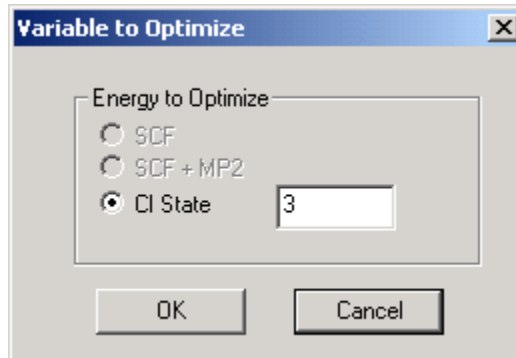 Variable to Optimize
Energy to Optimize
SCF
SCF + MP2
CI State 3
OK Cancel